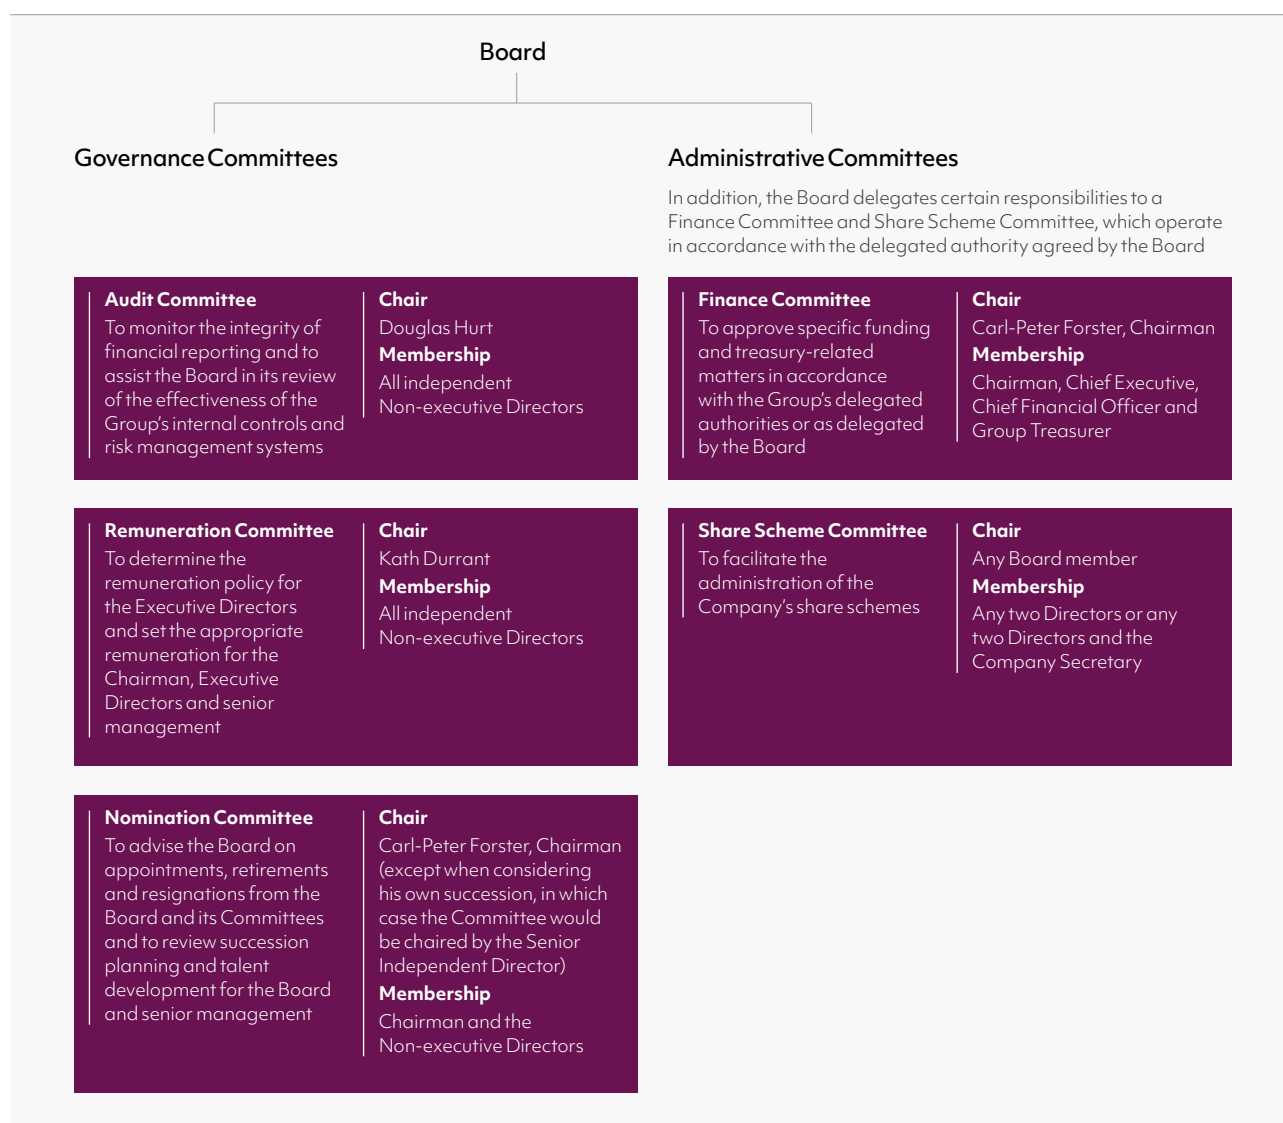 Board
Governance Committees
Audit Committee
To monitor the integrity of
financial reporting and to
assist the Board in its review
of the effectiveness of the
Group's internal controls and
risk management systems
Chair
Douglas Hurt
Membership
All independent
Non-executive Directors
Remuneration Committee
To determine the
remuneration policy for
the Executive Directors
and set the appropriate
remuneration for the
Chairman, Executive
Directors and senior
management
Chair
Kath Durrant
Membership
All independent
Non-executive Directors
Nomination Committee
To advise the Board on
appointments, retirements
and resignations from the
Board and its Committees
and to review succession
planning and talent
development for the Board
and senior management
Chair
Carl-Peter Forster, Chairman
(except when considering
his own succession, in which
case the Committee would
be chaired by the Senior
Independent Director)
Membership
Chairman and the
Non-executive Directors
Administrative Committees
In addition, the Board delegates certain responsibilities to a
Finance Committee and Share Scheme Committee, which operate
in accordance with the delegated authority agreed by the Board
Finance Committee
To approve specific funding
and treasury-related
matters in accordance
with the Group's delegated
authorities or as delegated
by the Board
Chair
Carl-Peter Forster, Chairman
Membership
Chairman, Chief Executive,
Chief Financial Officer and
Group Treasurer
Share Scheme Committee
To facilitate the
administration of the
Company's share schemes
Chair
Any Board member
Membership
Any two Directors or any
two Directors and the
Company Secretary